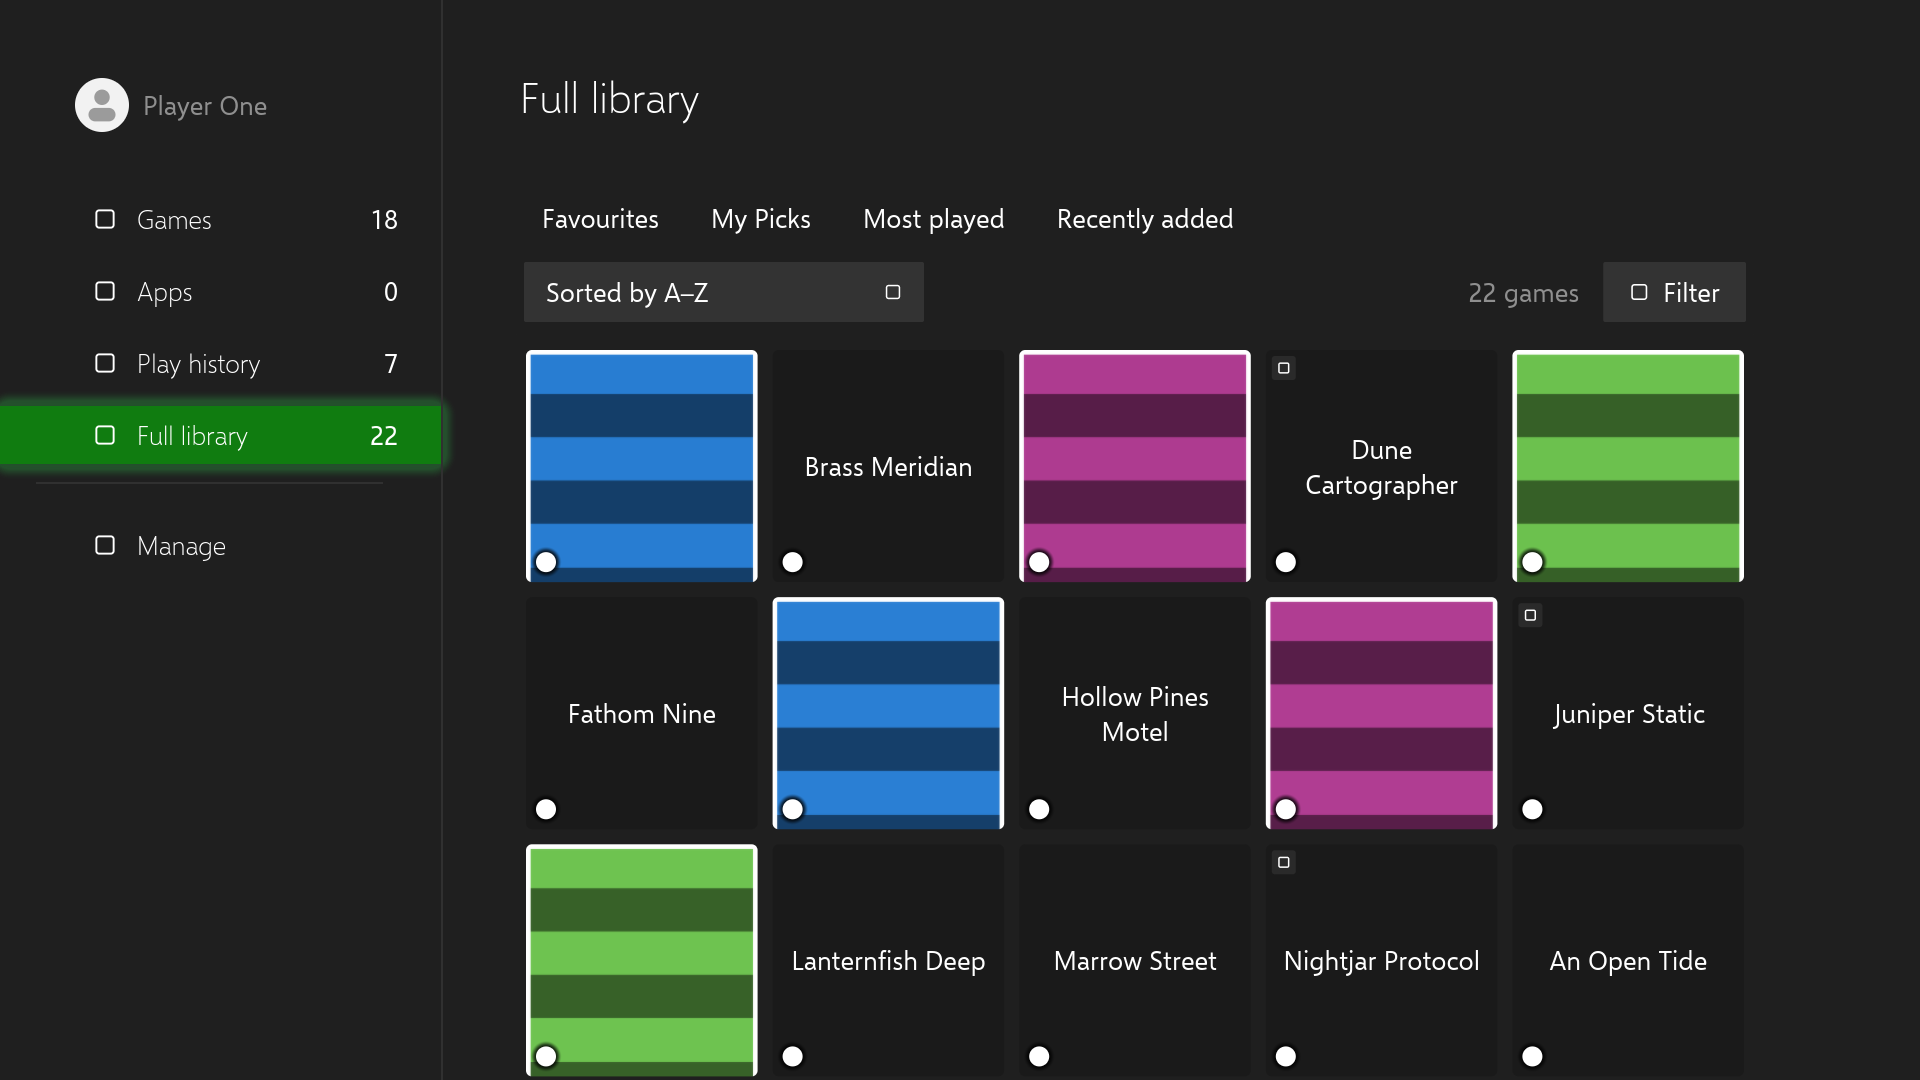 Player One
Games 18
Apps 0
Play history 7
Full library 22
Manage
Full library
Favourites My Picks Most played Recently added
Sorted by A–Z
22 games
Filter
Brass Meridian
Dune
Cartographer
Fathom Nine
Hollow Pines
Motel
Juniper Static
Lanternfish Deep
Marrow Street
Nightjar Protocol
An Open Tide